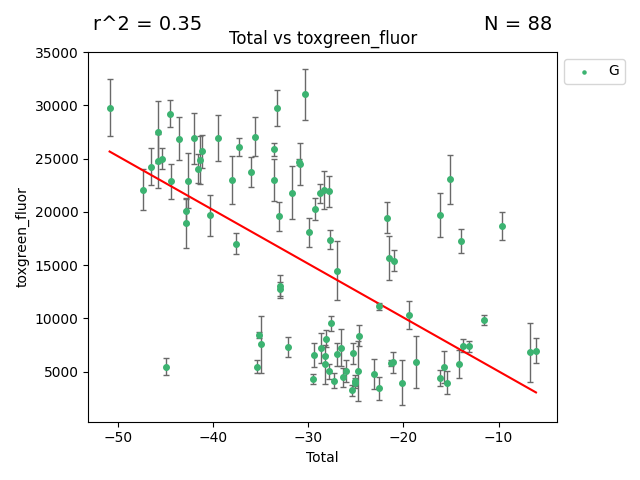 r^2 = 0.35
N = 88
Total vs toxgreen_fluor
G
35000
30000
25000
20000
15000
10000
5000
toxgreen_fluor
−50
−40
−30
−20
−10
Total